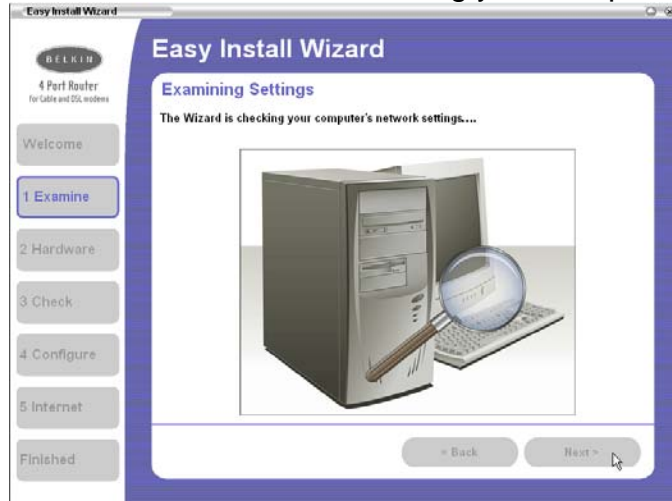 Easy Install Wizard
BELKIN
4 Port Router
for Cable and DSL modems
Welcome
1 Examine
2 Hardware
3 Check
4 Configure
5 Internet
Finished
Easy Install Wizard
Examining Settings
The Wizard is checking your computer's network settings....
< Back
Next >